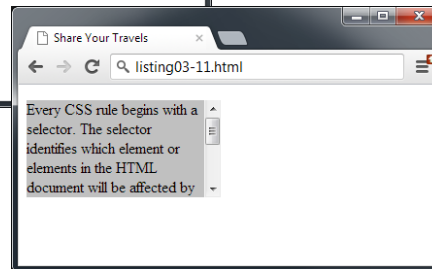 Share Your Travels
listing03-11.html
Every CSS rule begins with a
selector. The selector
identifies which element or
elements in the HTML
document will be affected by